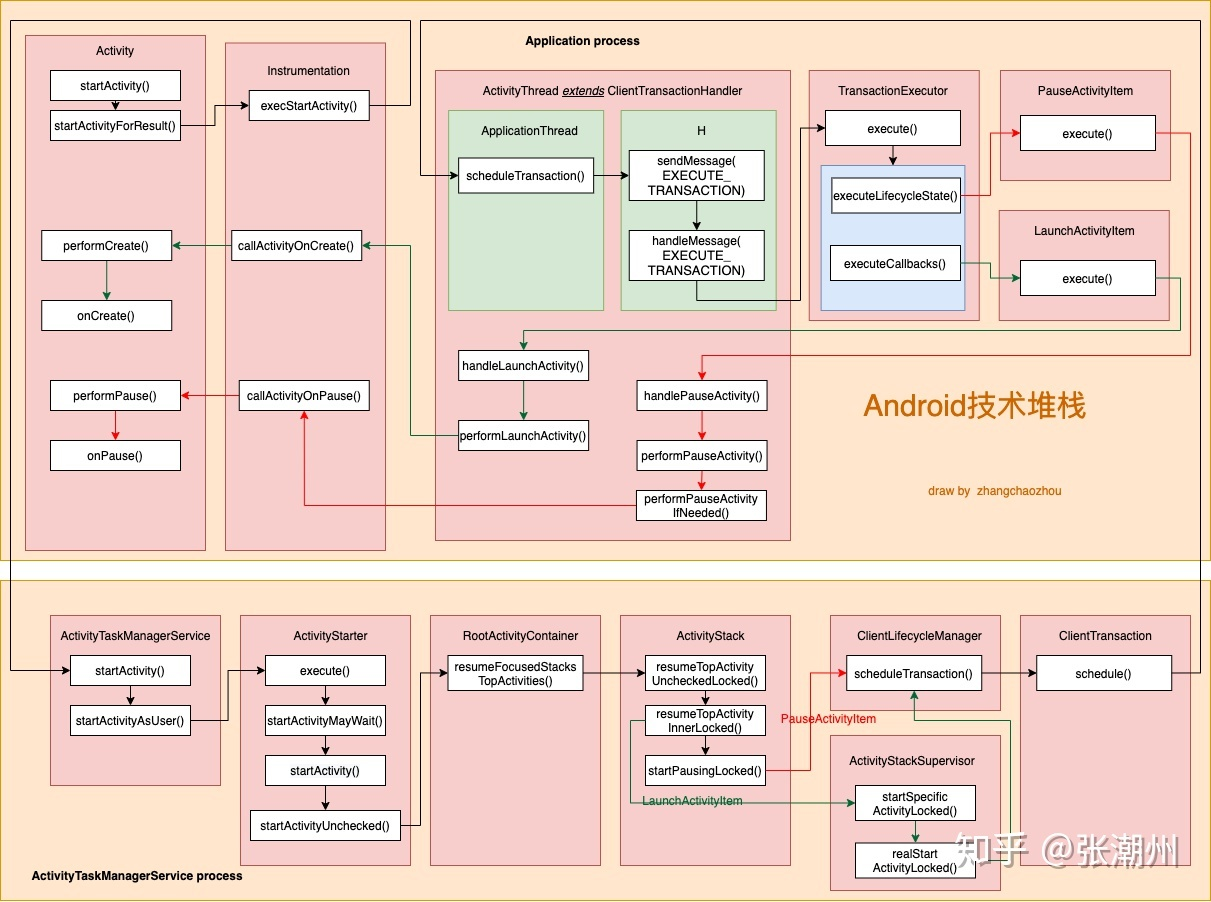 Application process
Activity
startActivity()
startActivityForResult()
performCreate()
onCreate()
performPause()
onPause()
Instrumentation
execStartActivity()
callActivityOnCreate()
callActivityOnPause()
ActivityThread extends ClientTransactionHandler
ApplicationThread
scheduleTransaction()
H
sendMessage(
EXECUTE_
TRANSACTION)
handleMessage(
EXECUTE_
TRANSACTION)
handleLaunchActivity()
performLaunchActivity()
handlePauseActivity()
performPauseActivity()
performPauseActivity
IfNeeded()
TransactionExecutor
execute()
executeLifecycleState()
executeCallbacks()
PauseActivityItem
execute()
LaunchActivityItem
execute()
Android技术堆栈
draw by zhangchaozhou
ActivityTaskManagerService
startActivity()
startActivityAsUser()
ActivityStarter
execute()
startActivityMayWait()
startActivity()
startActivityUnchecked()
RootActivityContainer
resumeFocusedStacks
TopActivities()
ActivityStack
resumeTopActivity
UncheckedLocked()
resumeTopActivity
InnerLocked()
startPausingLocked()
PauseActivityItem
LaunchActivityItem
ClientLifecycleManager
scheduleTransaction()
ActivityStackSupervisor
startSpecific
ActivityLocked()
realStart
ActivityLocked()
ClientTransaction
schedule()
知乎 @张潮州
ActivityTaskManagerService process